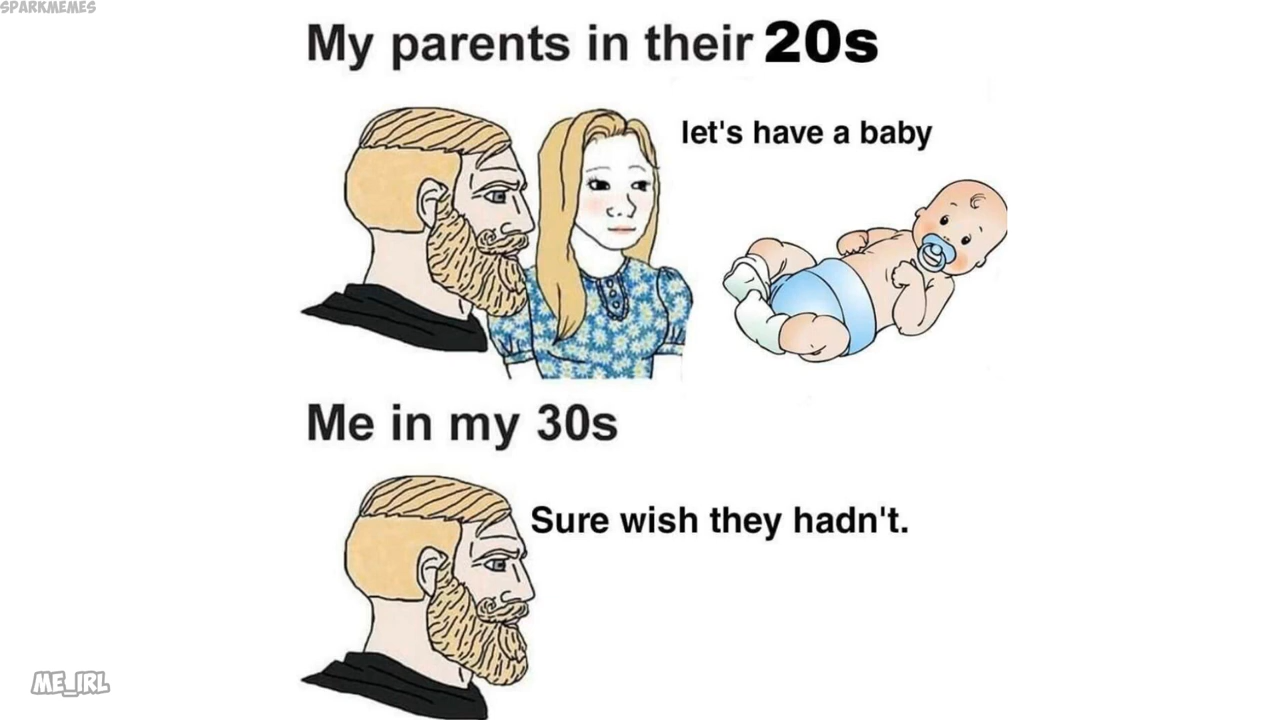 SPARKMEMES
My parents in their 20s
let's have a baby
Me in my 30s
Sure wish they hadn't.
ME_IRL